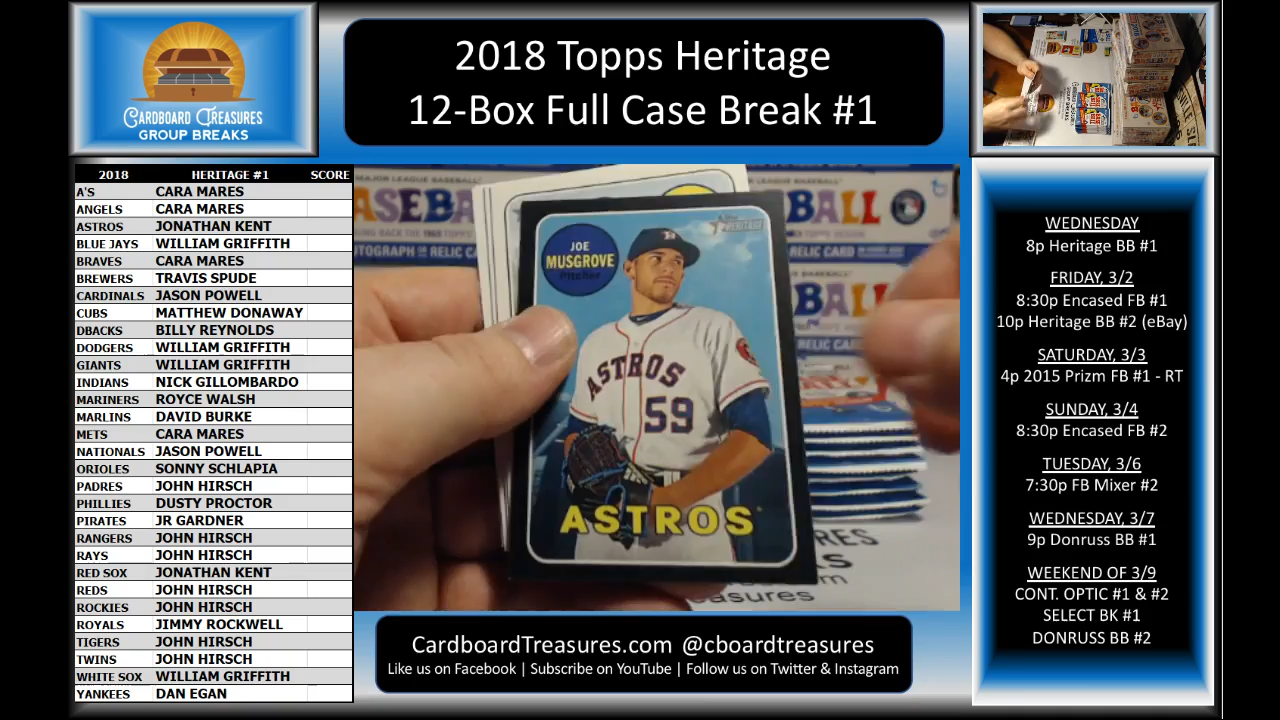 CARDBOARD TREASURES
GROUP BREAKS
2018 Topps Heritage
12-Box Full Case Break #1
2018 HERITAGE #1 SCORE
A'S CARA MARES
ANGELS CARA MARES
ASTROS JONATHAN KENT
BLUE JAYS WILLIAM GRIFFITH
BRAVES CARA MARES
BREWERS TRAVIS SPUDE
CARDINALS JASON POWELL
CUBS MATTHEW DONAWAY
DBACKS BILLY REYNOLDS
DODGERS WILLIAM GRIFFITH
GIANTS WILLIAM GRIFFITH
INDIANS NICK GILLOMBARDO
MARINERS ROYCE WALSH
MARLINS DAVID BURKE
METS CARA MARES
NATIONALS JASON POWELL
ORIOLES SONNY SCHLAPIA
PADRES JOHN HIRSCH
PHILLIES DUSTY PROCTOR
PIRATES JR GARDNER
RANGERS JOHN HIRSCH
RAYS JOHN HIRSCH
RED SOX JONATHAN KENT
REDS JOHN HIRSCH
ROCKIES JOHN HIRSCH
ROYALS JIMMY ROCKWELL
TIGERS JOHN HIRSCH
TWINS JOHN HIRSCH
WHITE SOX WILLIAM GRIFFITH
YANKEES DAN EGAN
MAJOR LEAGUE BASEBALL
ASEBA
BALL
RELIC CARD
JOE
MUSGROVE
Pitcher
HERITAGE
ASTROS
59
ASTROS
WEDNESDAY
8p Heritage BB #1
FRIDAY, 3/2
8:30p Encased FB #1
10p Heritage BB #2 (eBay)
SATURDAY, 3/3
4p 2015 Prizm FB #1 - RT
SUNDAY, 3/4
8:30p Encased FB #2
TUESDAY, 3/6
7:30p FB Mixer #2
WEDNESDAY, 3/7
9p Donruss BB #1
WEEKEND OF 3/9
CONT. OPTIC #1 & #2
SELECT BK #1
DONRUSS BB #2
CardboardTreasures.com @cboardtreasures
Like us on Facebook | Subscribe on YouTube | Follow us on Twitter & Instagram